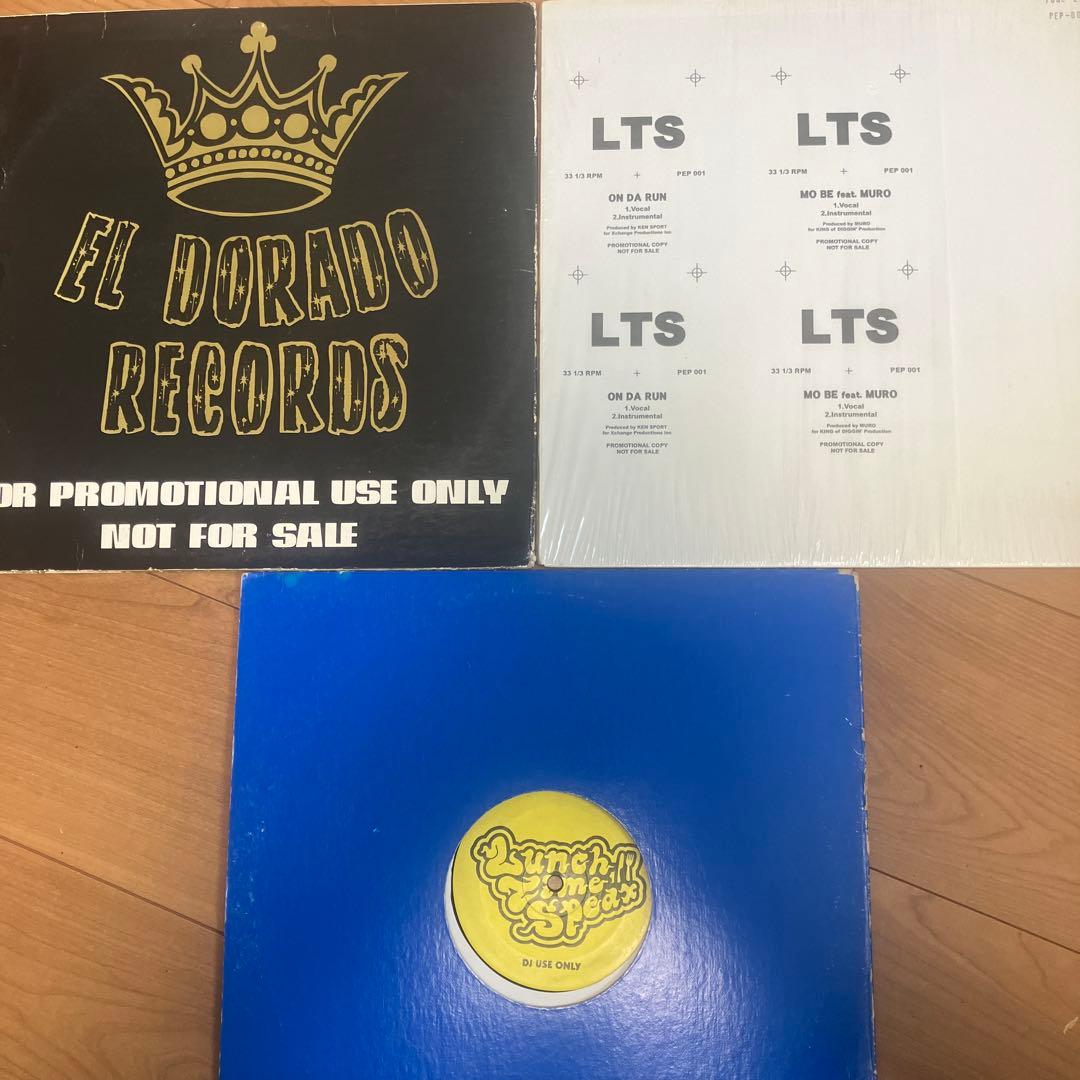 EL DORADO
RECORDS
OR PROMOTIONAL USE ONLY
NOT FOR SALE
PEP-00
LTS
33 1/3 RPM + PEP 001
ON DA RUN
1.Vocal
2.Instrumental
Produced by KEN SPORT
for Xchange Productions Inc
PROMOTIONAL COPY
NOT FOR SALE
LTS
33 1/3 RPM + PEP 001
MO BE feat. MURO
1.Vocal
2.Instrumental
Produced by MURO
for KING of DIGGIN' Production
PROMOTIONAL COPY
NOT FOR SALE
LTS
33 1/3 RPM + PEP 001
ON DA RUN
1.Vocal
2.Instrumental
Produced by KEN SPORT
for Xchange Productions Inc
PROMOTIONAL COPY
NOT FOR SALE
LTS
33 1/3 RPM + PEP 001
MO BE feat. MURO
1.Vocal
2.Instrumental
Produced by MURO
for KING of DIGGIN' Production
PROMOTIONAL COPY
NOT FOR SALE
Lunch
Time
Speax
DJ USE ONLY